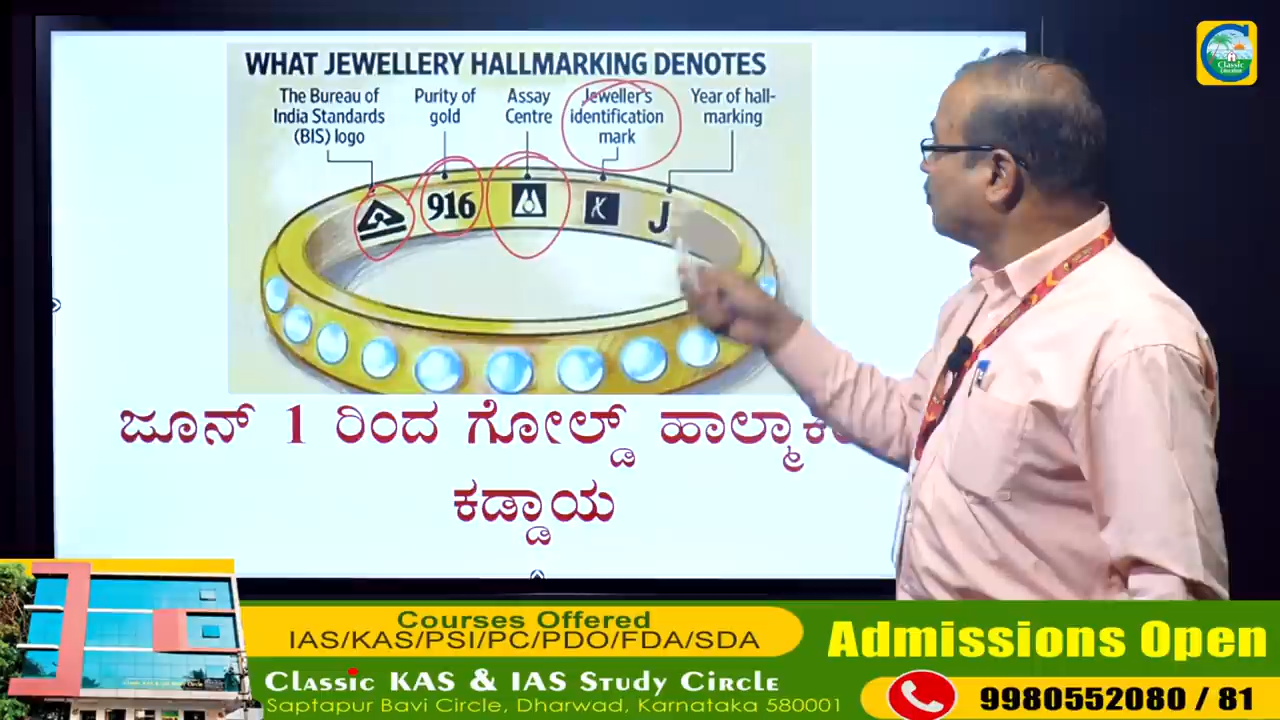 Classic
Education
WHAT JEWELLERY HALLMARKING DENOTES
The Bureau of
India Standards
(BIS) logo
Purity of
gold
Assay
Centre
Jeweller's
identification
mark
Year of hall-
marking
916
K
J
ಜೂನ್ 1 ರಿಂದ ಗೋಲ್ಡ್
ಕಡ್ಡಾಯ
Courses Offered
IAS/KAS/PSI/PC/PDO/FDA/SDA
Classic KAS & IAS Study Circle
Saptapur Bavi Circle, Dharwad, Karnataka 580001
Admissions Open
9980552080 / 81